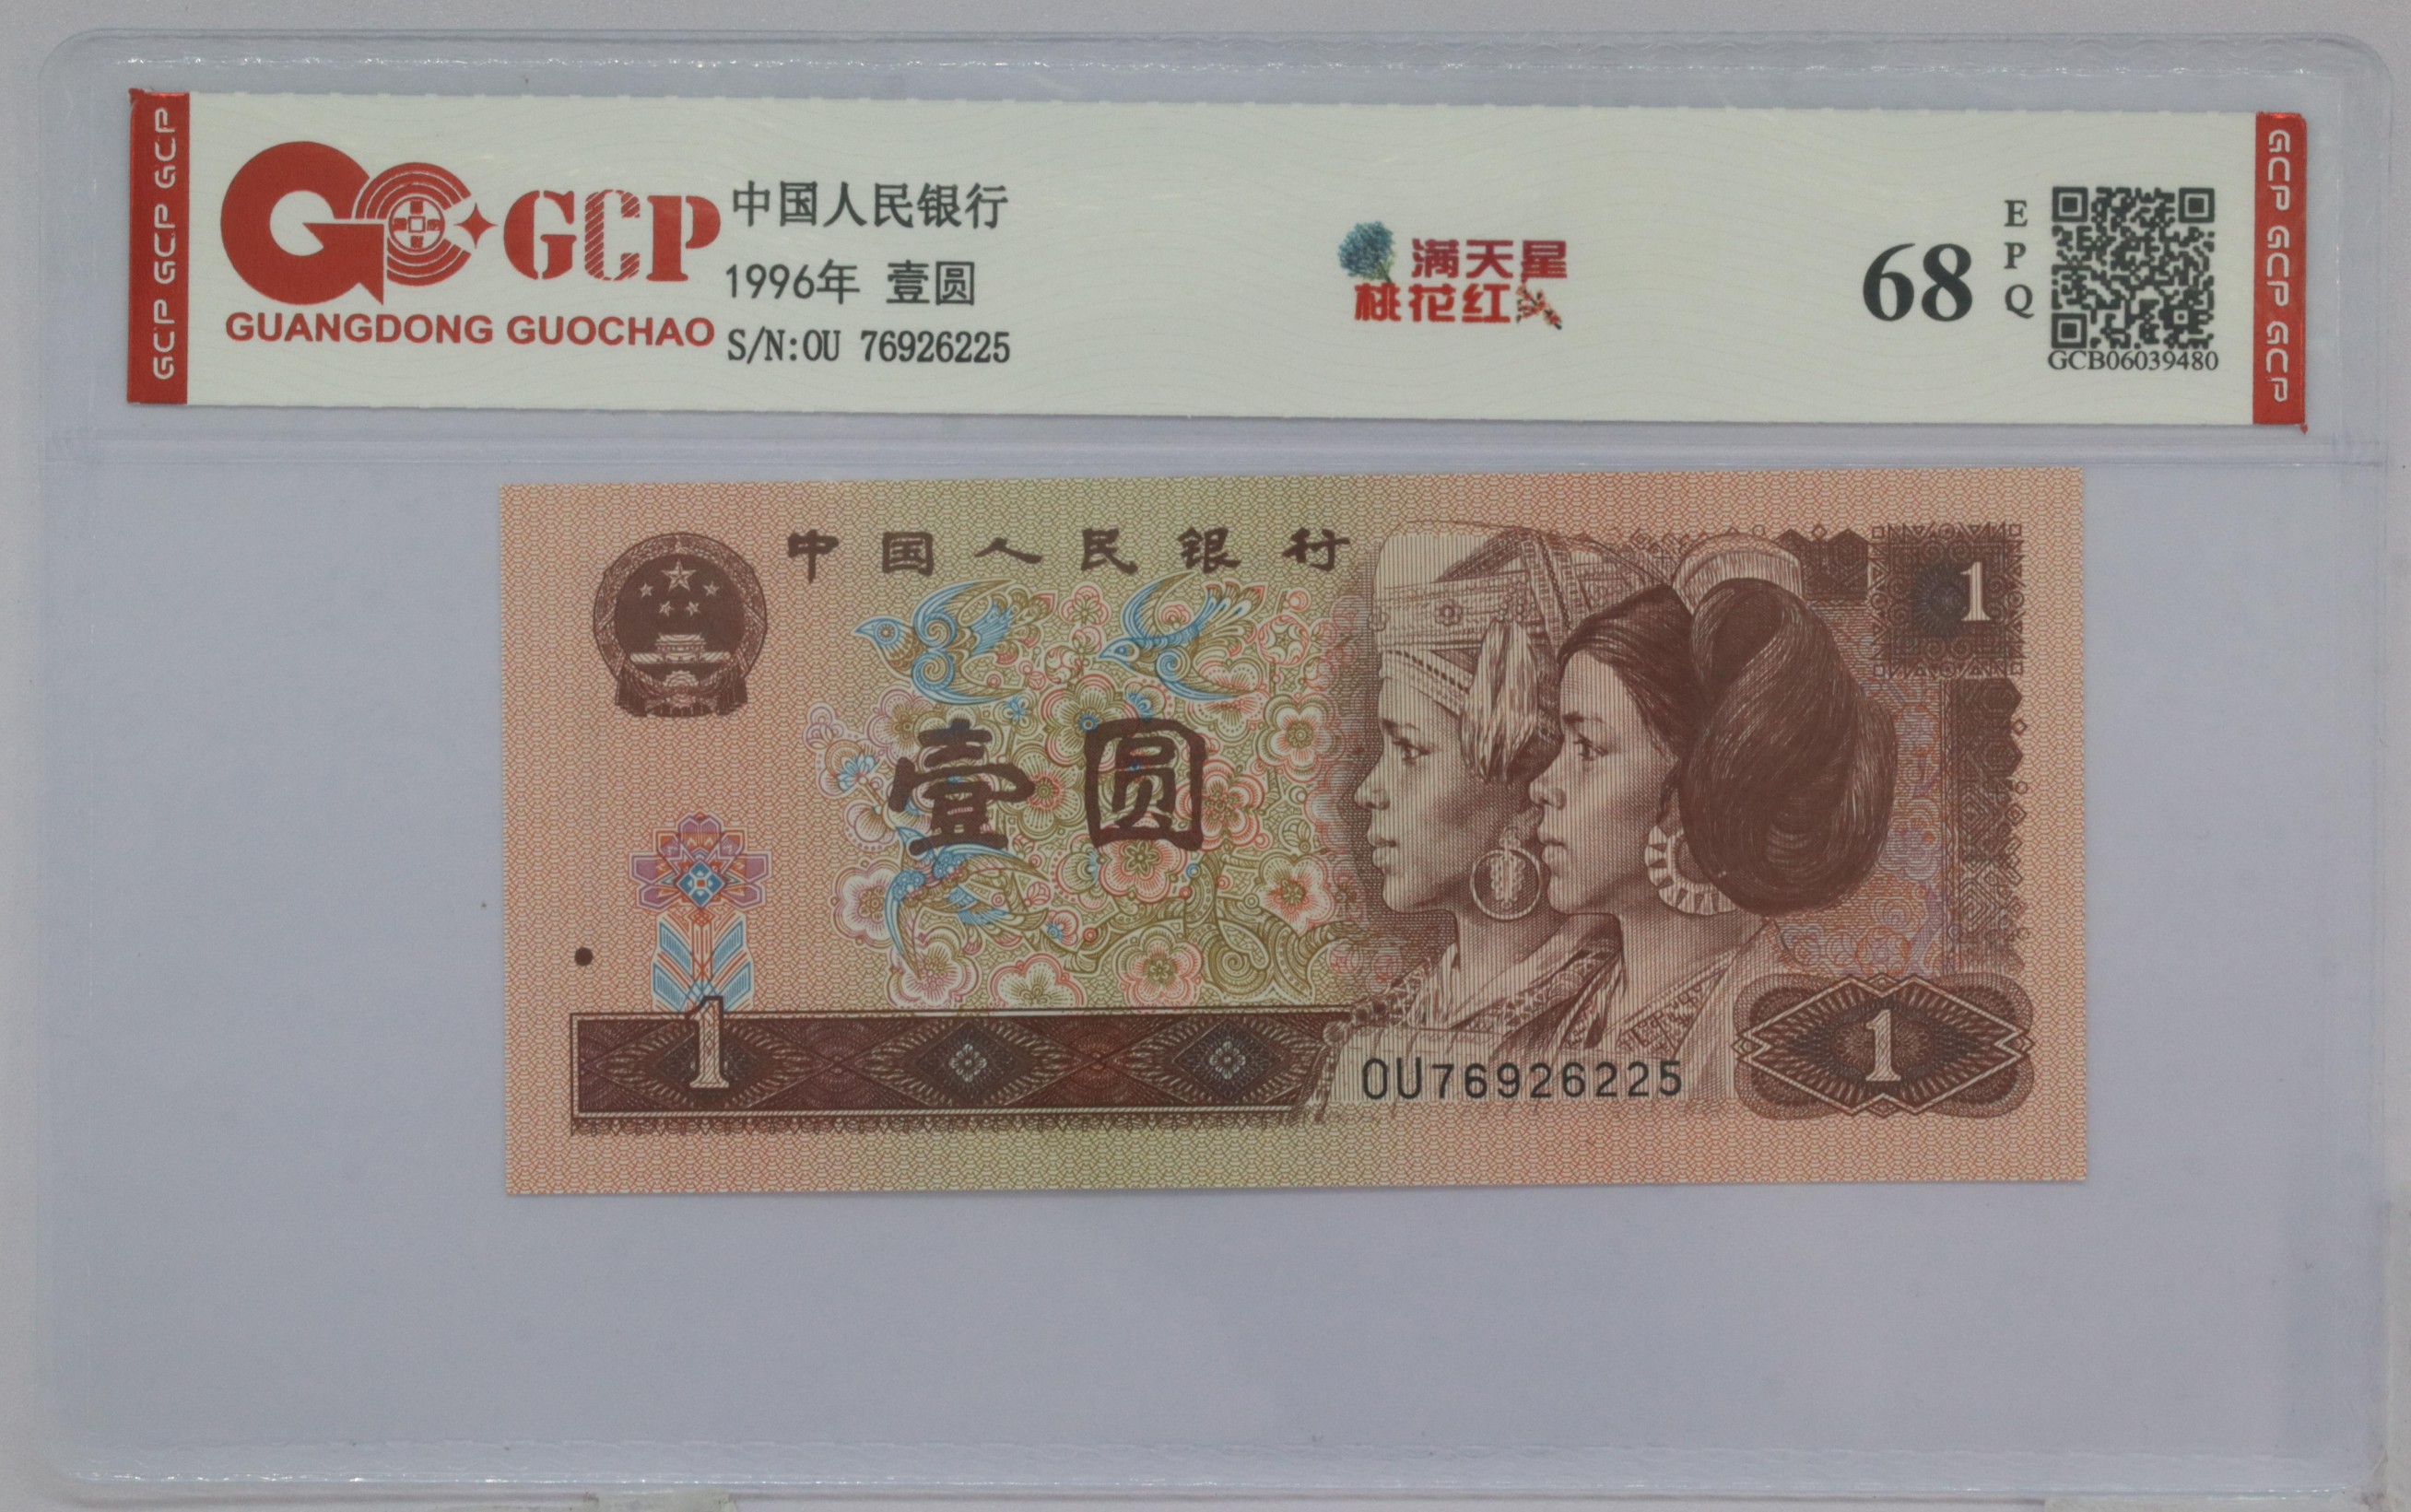 GCP GCP GCP
GCP
GUANGDONG GUOCHAO
中国人民银行
1996年 壹圆
S/N:OU 76926225
满天星
桃花红
68
EPQ
GCB06039480
GCP GCP GCP
中国人民银行
1
壹圆
1
OU76926225
1